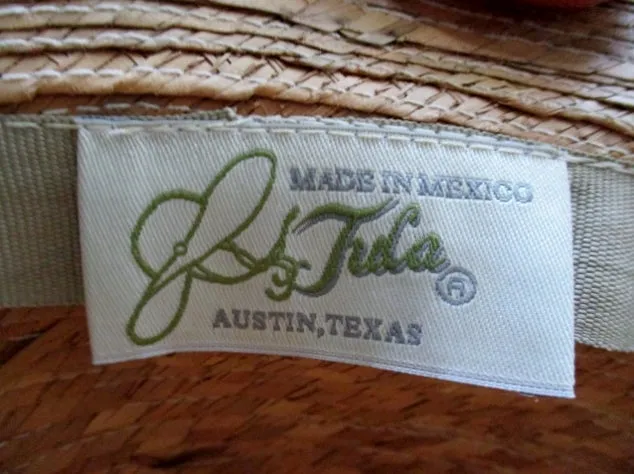 MADE IN MEXICO
Tula ®
AUSTIN, TEXAS